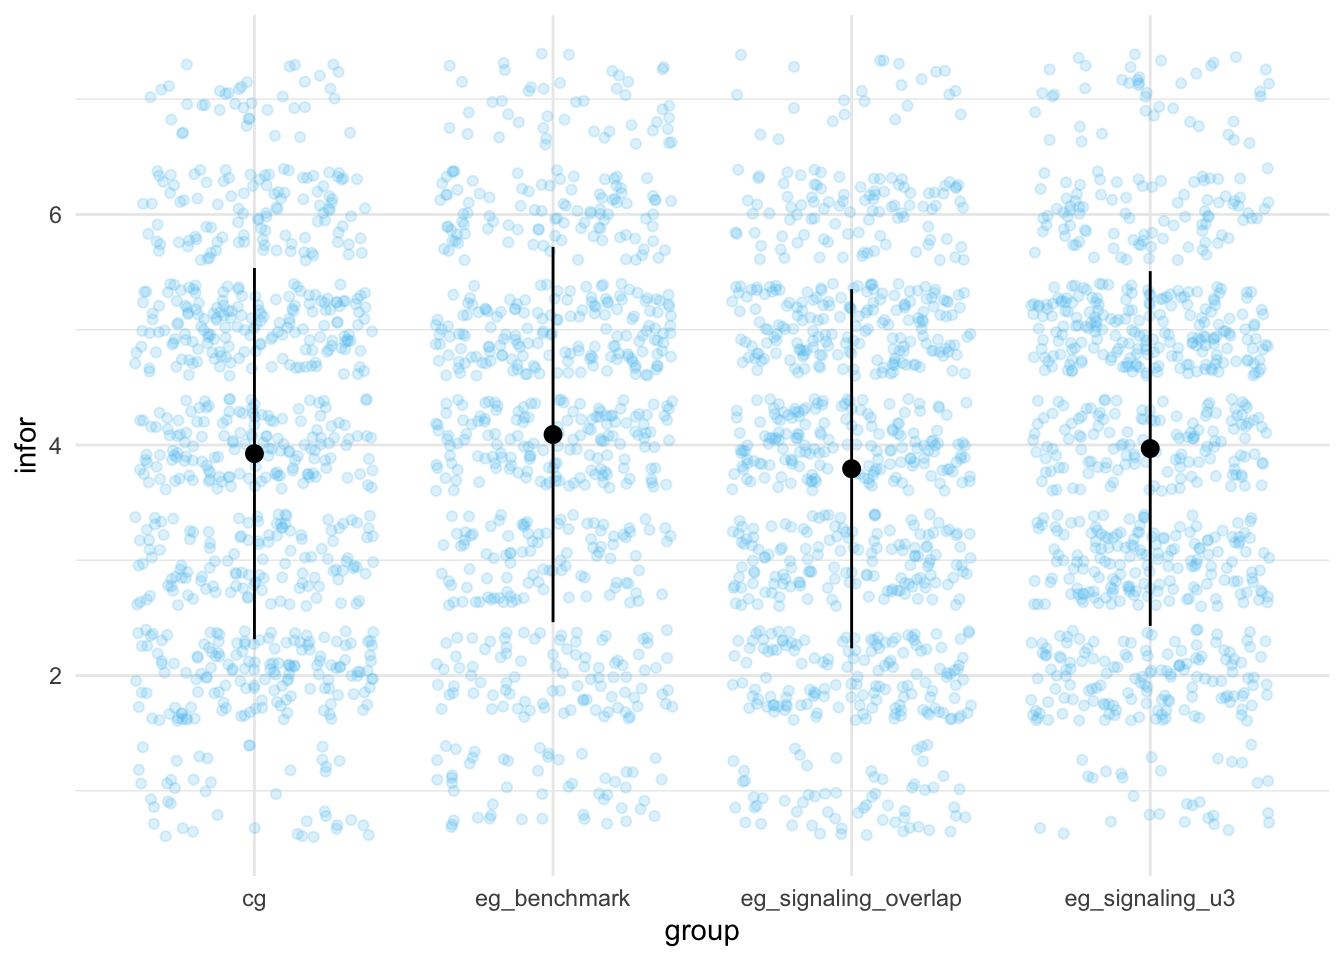 infor
6
4
2
cg
eg_benchmark
eg_signaling_overlap
eg_signaling_u3
group